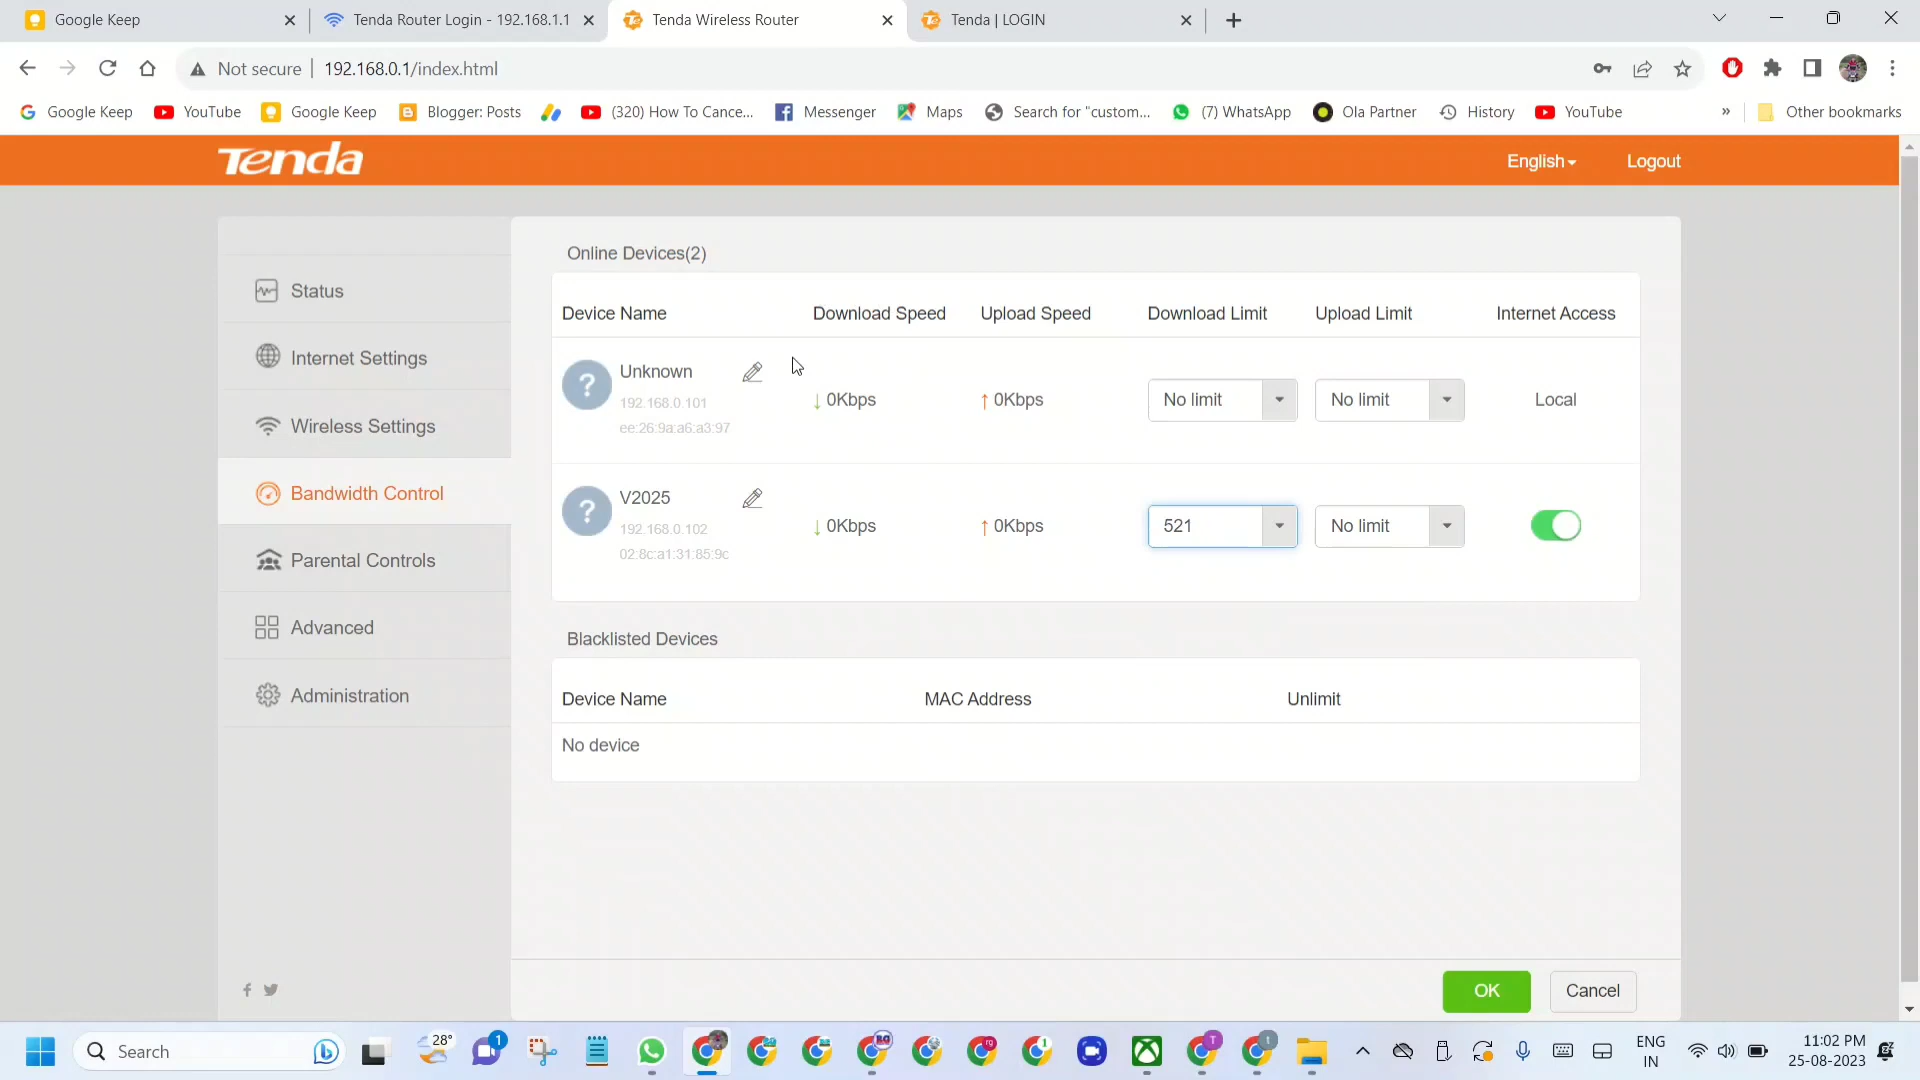 Google Keep
Tenda Router Login - 192.168.1.1
Tenda Wireless Router
Tenda | LOGIN
Not secure
192.168.0.1/index.html
Google Keep
YouTube
Google Keep
Blogger: Posts
(320) How To Cance...
Messenger
Maps
Search for "custom...
(7) WhatsApp
Ola Partner
History
YouTube
»
Other bookmarks
Tenda
English
Logout
Status
Internet Settings
Wireless Settings
Bandwidth Control
Parental Controls
Advanced
Administration
Online Devices(2)
Device Name
Download Speed
Upload Speed
Download Limit
Upload Limit
Internet Access
?
Unknown
192.168.0.101
ee:26:9a:a6:a3:97
↓ 0Kbps
↑ 0Kbps
No limit
No limit
Local
?
V2025
192.168.0.102
02:8c:a1:31:85:9c
↓ 0Kbps
↑ 0Kbps
521
No limit
Blacklisted Devices
Device Name
MAC Address
Unlimit
No device
OK
Cancel
Search
28°
1
ENG
IN
11:02 PM
25-08-2023